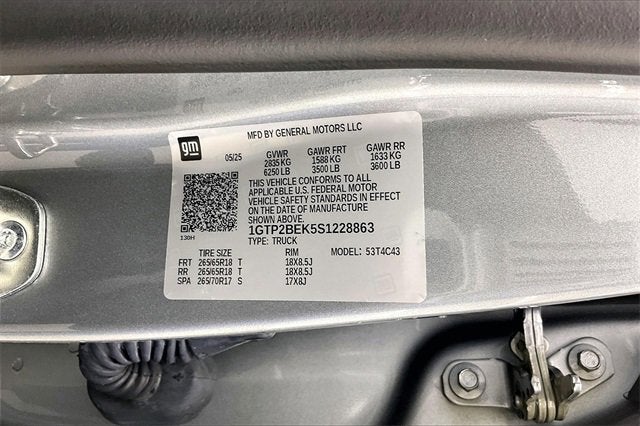 gm
MFD BY GENERAL MOTORS LLC
05/25 GVWR GAWR FRT GAWR RR
2835 KG 1588 KG 1633 KG
6250 LB 3500 LB 3600 LB
THIS VEHICLE CONFORMS TO ALL
APPLICABLE U.S. FEDERAL MOTOR
VEHICLE SAFETY STANDARDS IN EFFECT
ON THE DATE OF MANUFACTURE
SHOWN ABOVE.
130H
1GTP2BEK5S1228863
TYPE: TRUCK MODEL: 53T4C43
TIRE SIZE RIM
FRT 265/65R18 T 18X8.5J
RR 265/65R18 T 18X8.5J
SPA 265/70R17 S 17X8J